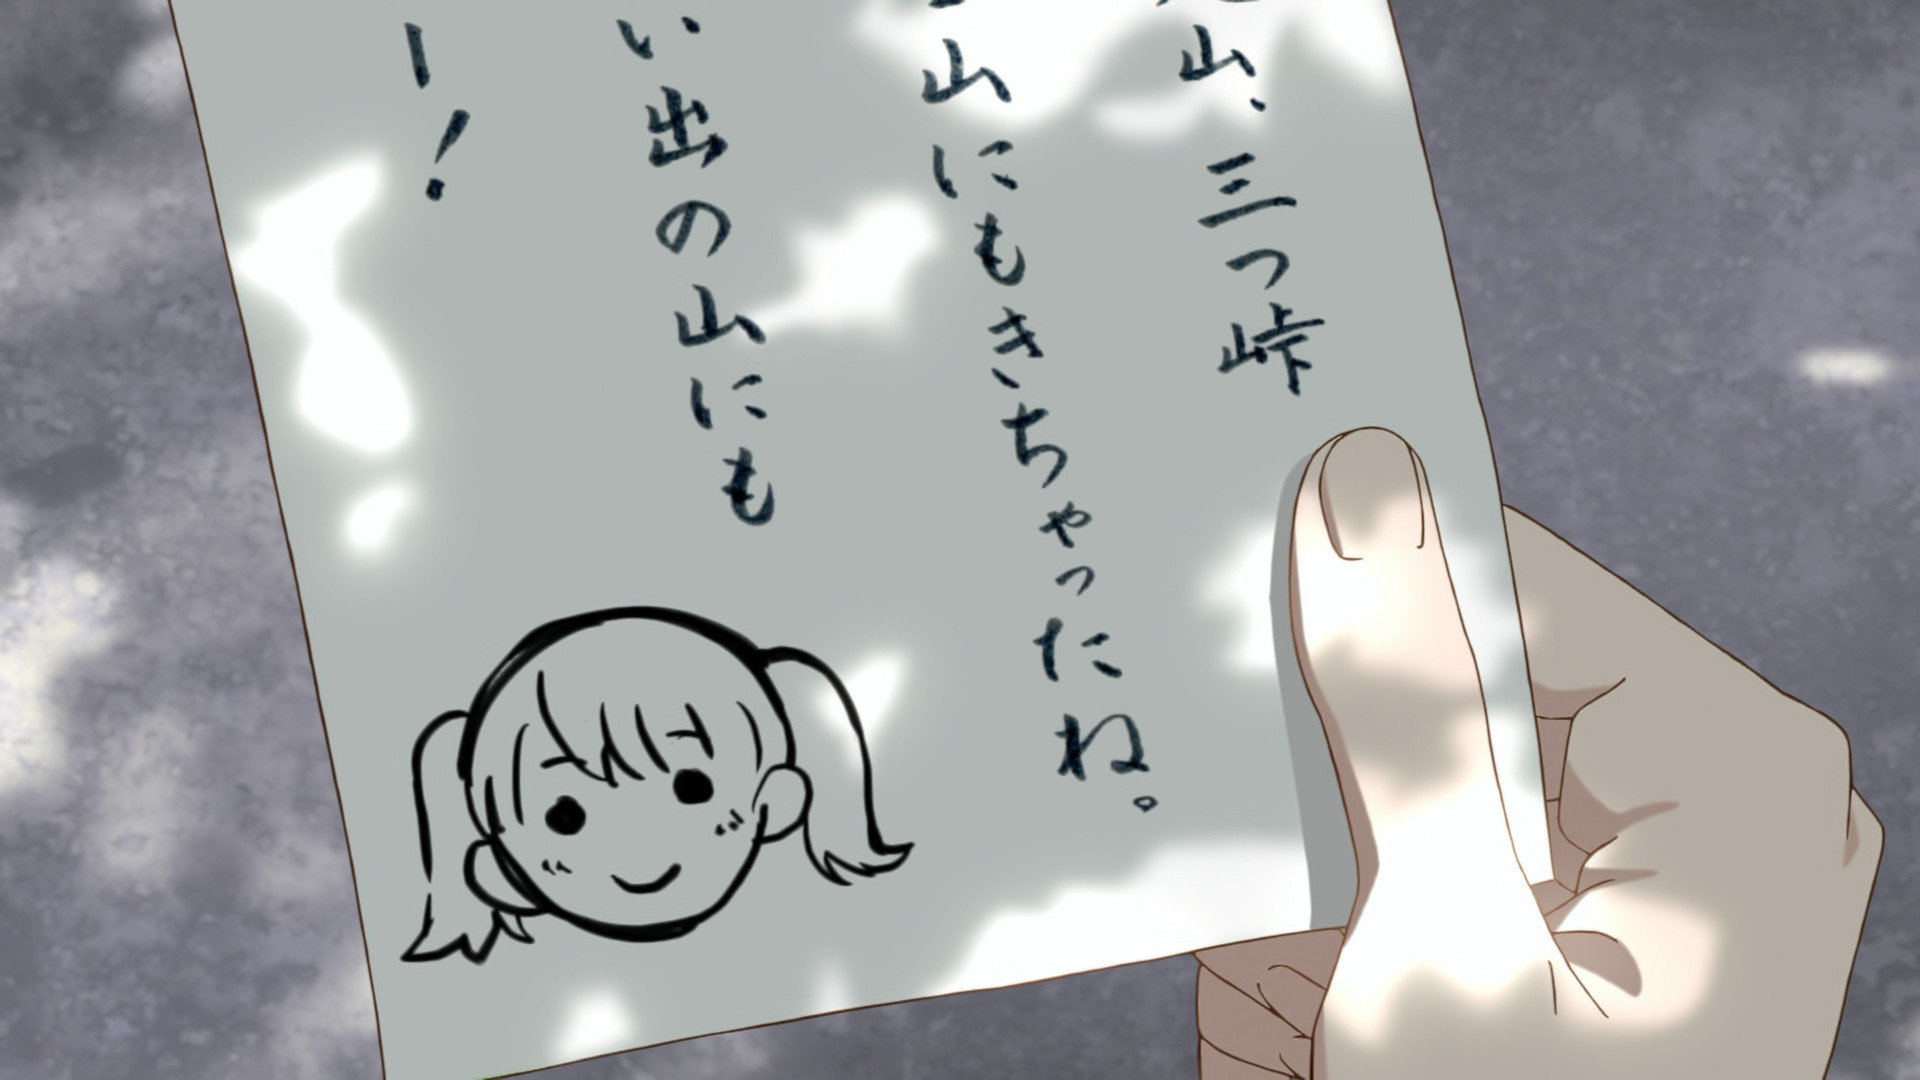 山、三つ峠
山にもきちゃったね。
い出の山にも
ー！